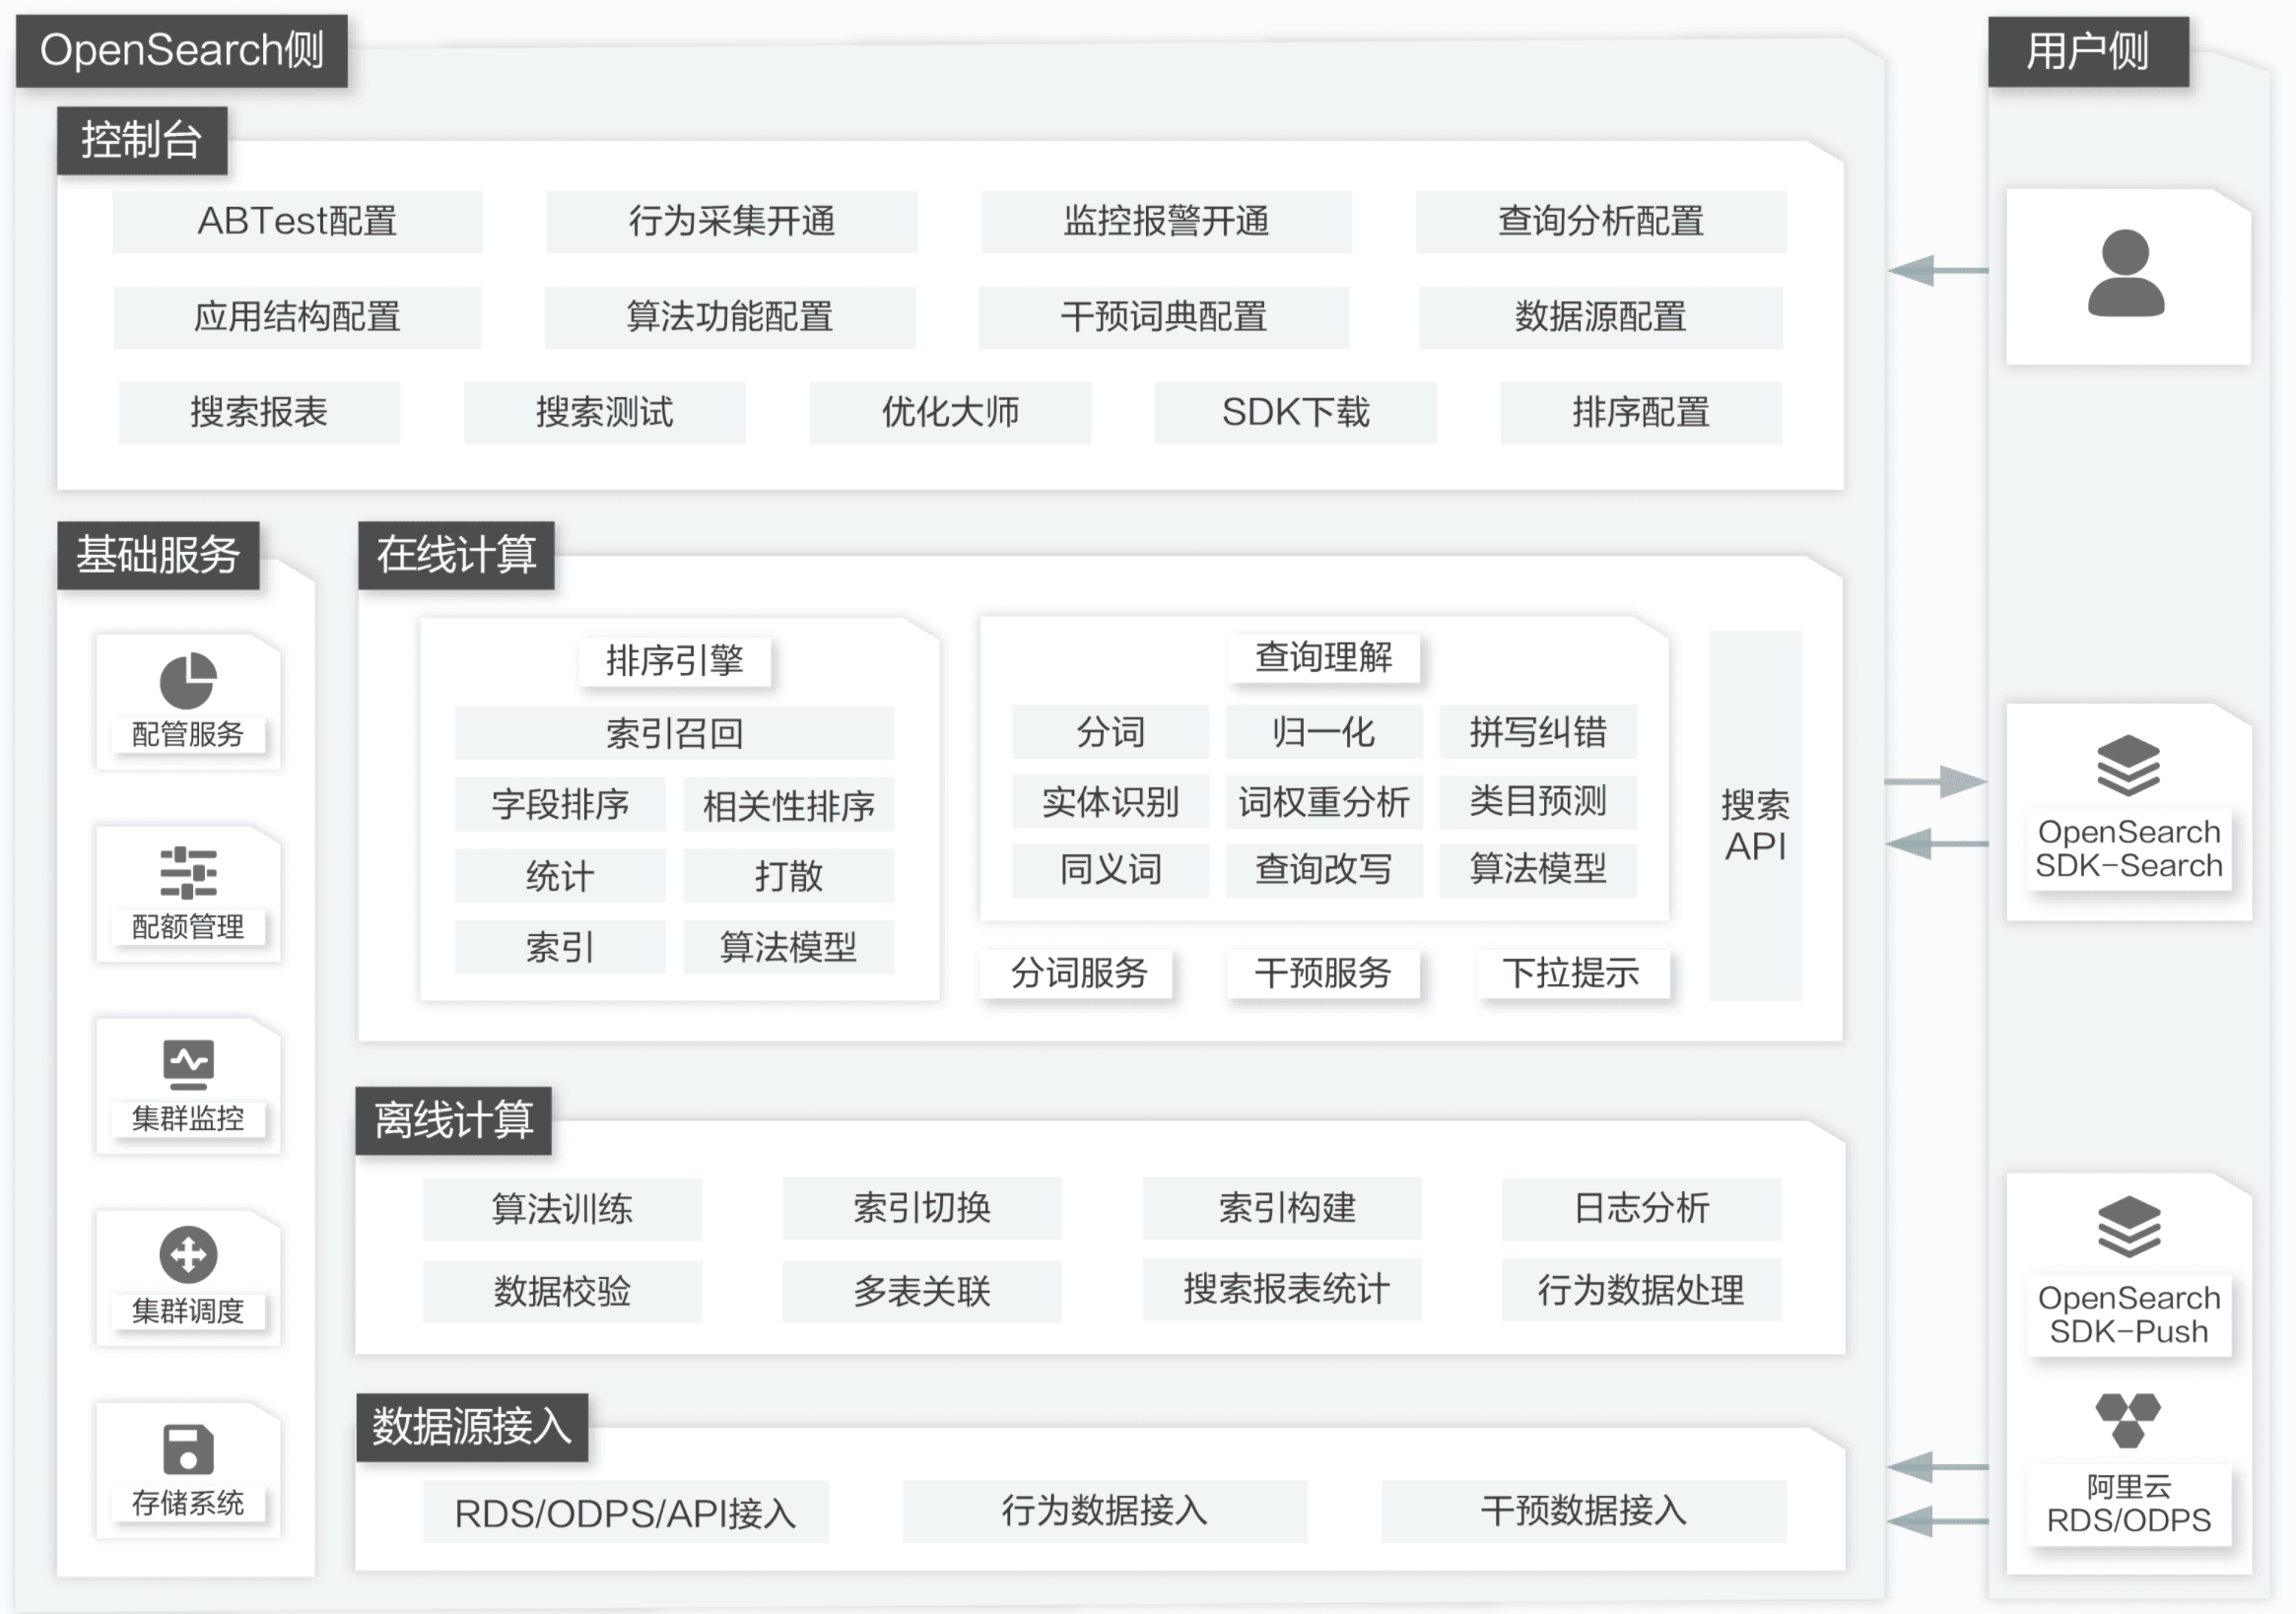 OpenSearch侧
用户侧
控制台
ABTest配置
行为采集开通
监控报警开通
查询分析配置
应用结构配置
算法功能配置
干预词典配置
数据源配置
搜索报表
搜索测试
优化大师
SDK下载
排序配置
基础服务
配管服务
配额管理
集群监控
集群调度
存储系统
在线计算
排序引擎
索引召回
字段排序
相关性排序
统计
打散
索引
算法模型
查询理解
分词
归一化
拼写纠错
实体识别
词权重分析
类目预测
同义词
查询改写
算法模型
分词服务
干预服务
下拉提示
搜索
API
离线计算
算法训练
索引切换
索引构建
日志分析
数据校验
多表关联
搜索报表统计
行为数据处理
数据源接入
RDS/ODPS/API接入
行为数据接入
干预数据接入
OpenSearch
SDK-Search
OpenSearch
SDK-Push
阿里云
RDS/ODPS